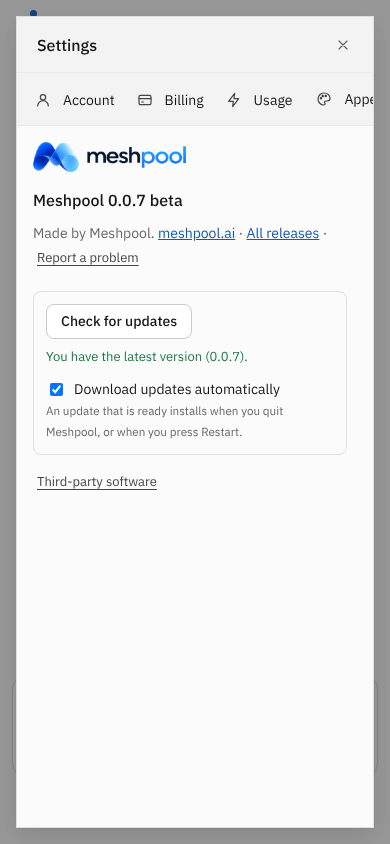 Settings
Account Billing Usage Appe
meshpool
Meshpool 0.0.7 beta
Made by Meshpool. meshpool.ai · All releases ·
Report a problem
Check for updates
You have the latest version (0.0.7).
Download updates automatically
An update that is ready installs when you quit
Meshpool, or when you press Restart.
Third-party software